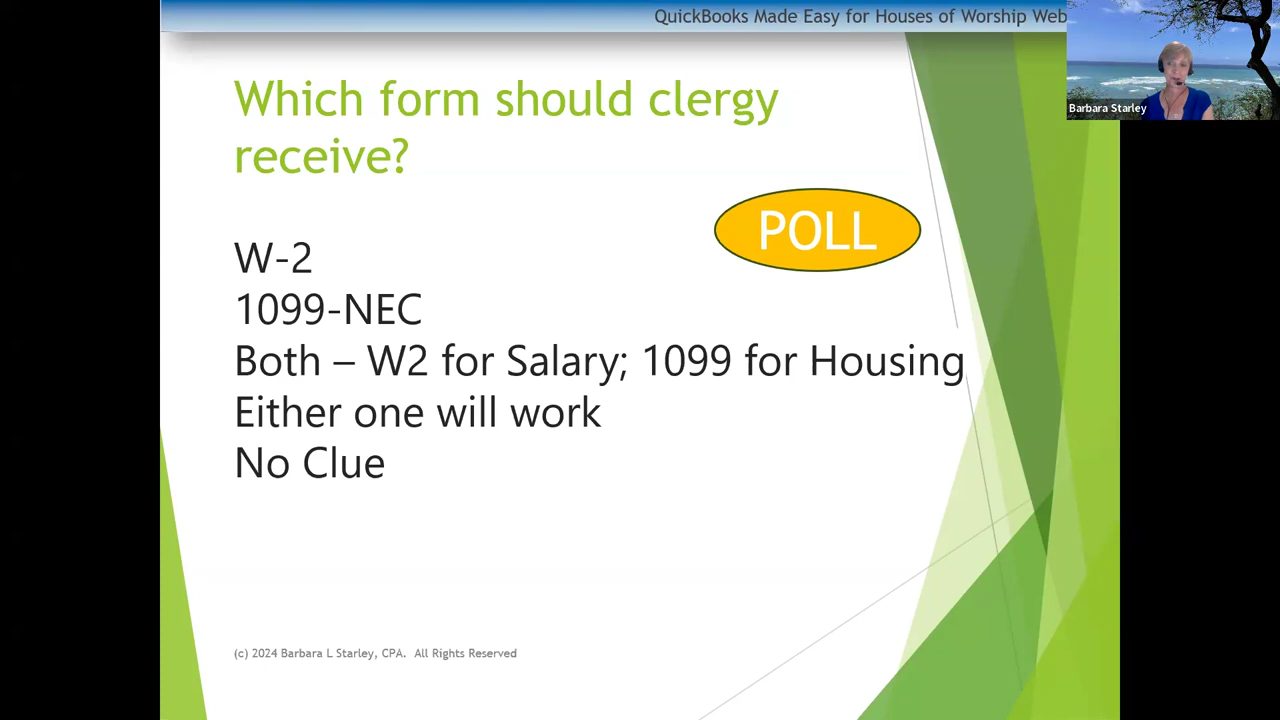 QuickBooks Made Easy for Houses of Worship Web
Barbara Starley
Which form should clergy
receive?
POLL
W-2
1099-NEC
Both – W2 for Salary; 1099 for Housing
Either one will work
No Clue
(c) 2024 Barbara L Starley, CPA. All Rights Reserved